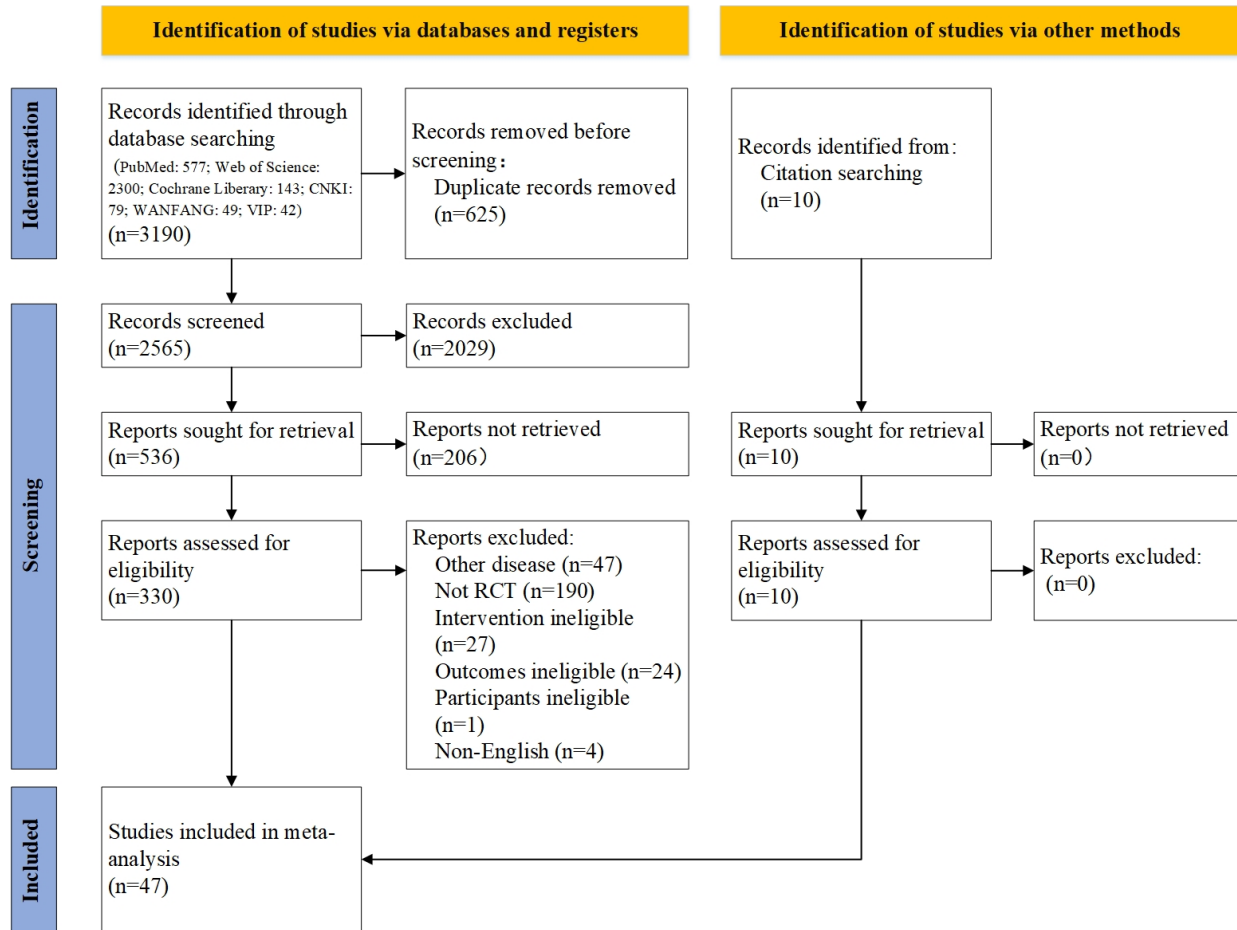 Identification of studies via databases and registers
Identification of studies via other methods
Identification
Records identified through
database searching
(PubMed: 577; Web of Science:
2300; Cochrane Liberary: 143; CNKI:
79; WANFANG: 49; VIP: 42)
(n=3190)
Records removed before
screening：
Duplicate records removed
(n=625)
Records identified from:
Citation searching
(n=10)
Screening
Records screened
(n=2565)
Records excluded
(n=2029)
Reports sought for retrieval
(n=536)
Reports not retrieved
(n=206）
Reports sought for retrieval
(n=10)
Reports not retrieved
(n=0）
Reports assessed for
eligibility
(n=330)
Reports excluded:
Other disease (n=47)
Not RCT (n=190)
Intervention ineligible
(n=27)
Outcomes ineligible (n=24)
Participants ineligible
(n=1)
Non-English (n=4)
Reports assessed for
eligibility
(n=10)
Reports excluded:
(n=0)
Included
Studies included in meta-
analysis
(n=47)